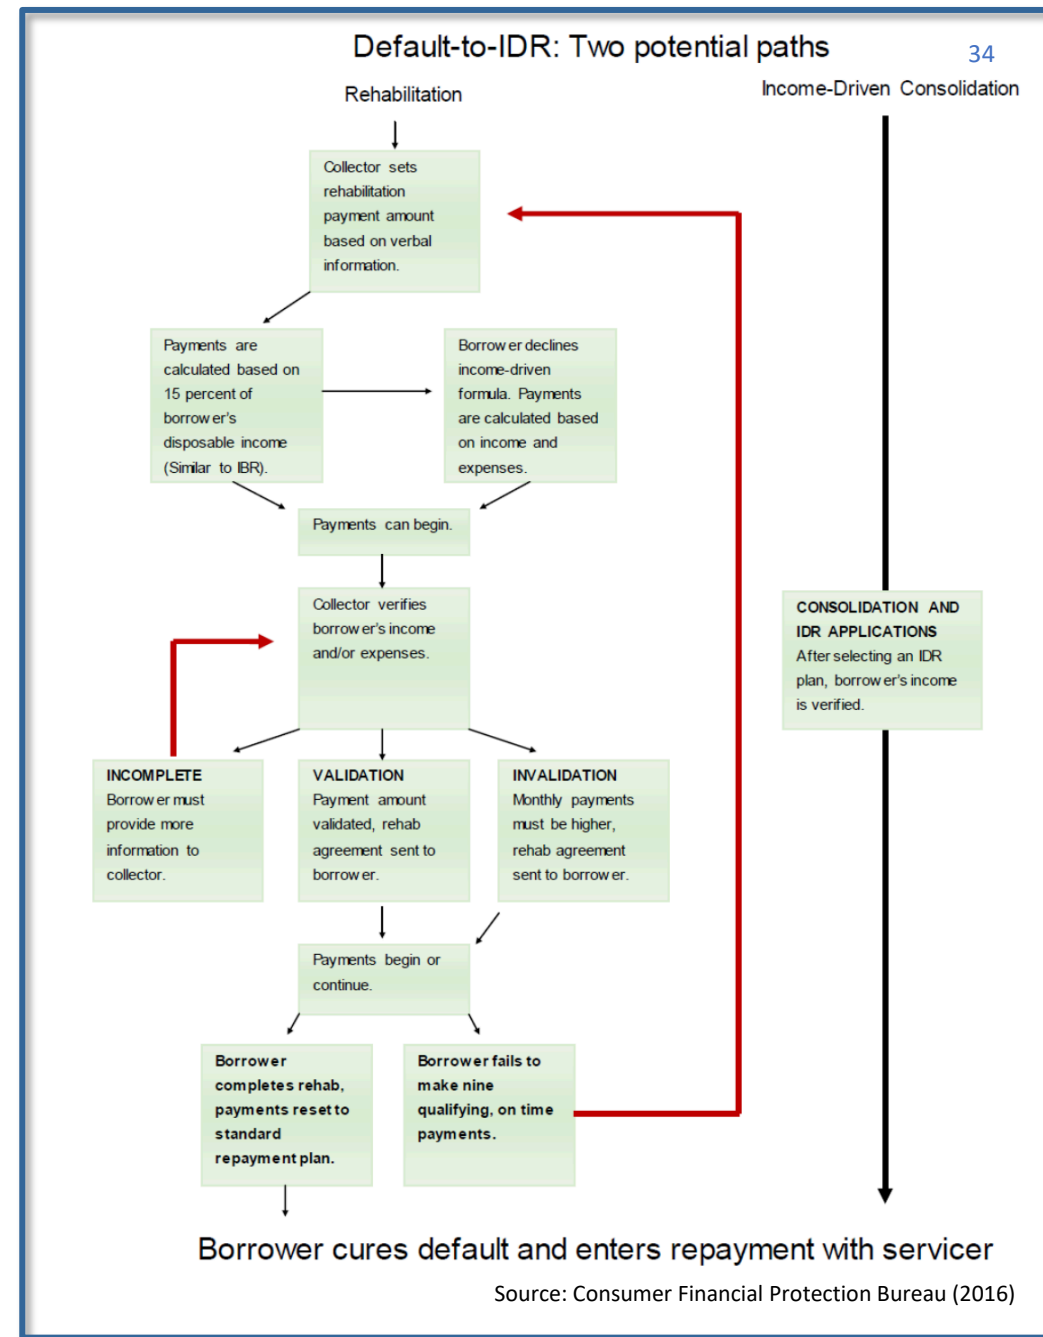 Default-to-IDR: Two potential paths
34
Rehabilitation
Income-Driven Consolidation
Collector sets
rehabilitation
payment amount
based on verbal
information.
Payments are
calculated based on
15 percent of
borrower's
disposable income
(Similar to IBR).
Borrower declines
income-driven
formula. Payments
are calculated based
on income and
expenses.
Payments can begin.
Collector verifies
borrower's income
and/or expenses.
CONSOLIDATION AND
IDR APPLICATIONS
After selecting an IDR
plan, borrower's income
is verified.
INCOMPLETE
Borrower must
provide more
information to
collector.
VALIDATION
Payment amount
validated, rehab
agreement sent to
borrower.
INVALIDATION
Monthly payments
must be higher,
rehab agreement
sent to borrower.
Payments begin or
continue.
Borrower
completes rehab,
payments reset to
standard
repayment plan.
Borrower fails to
make nine
qualifying, on time
payments.
Borrower cures default and enters repayment with servicer
Source: Consumer Financial Protection Bureau (2016)